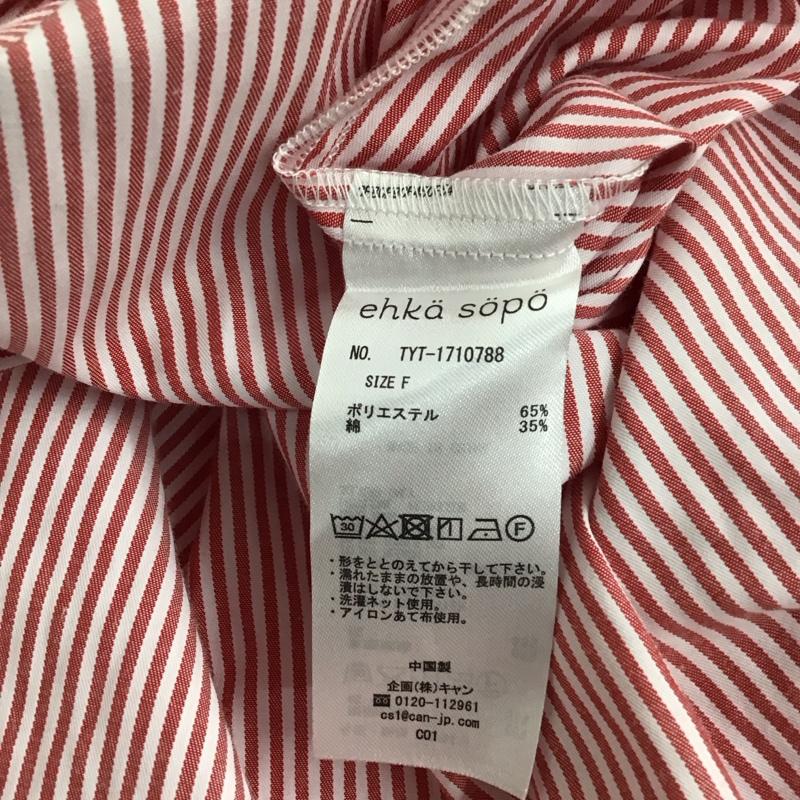 ehkä söpö
NO. TYT-1710788
SIZE F
ポリエステル 65%
綿 35%
30 F
・形をととのえてから干して下さい。
・濡れたままの放置や、長時間の浸
漬はしないで下さい。
・洗濯ネット使用。
・アイロンあて布使用。
中国製
企画(株)キャン
0120-112961
cs1@can-jp.com
C01